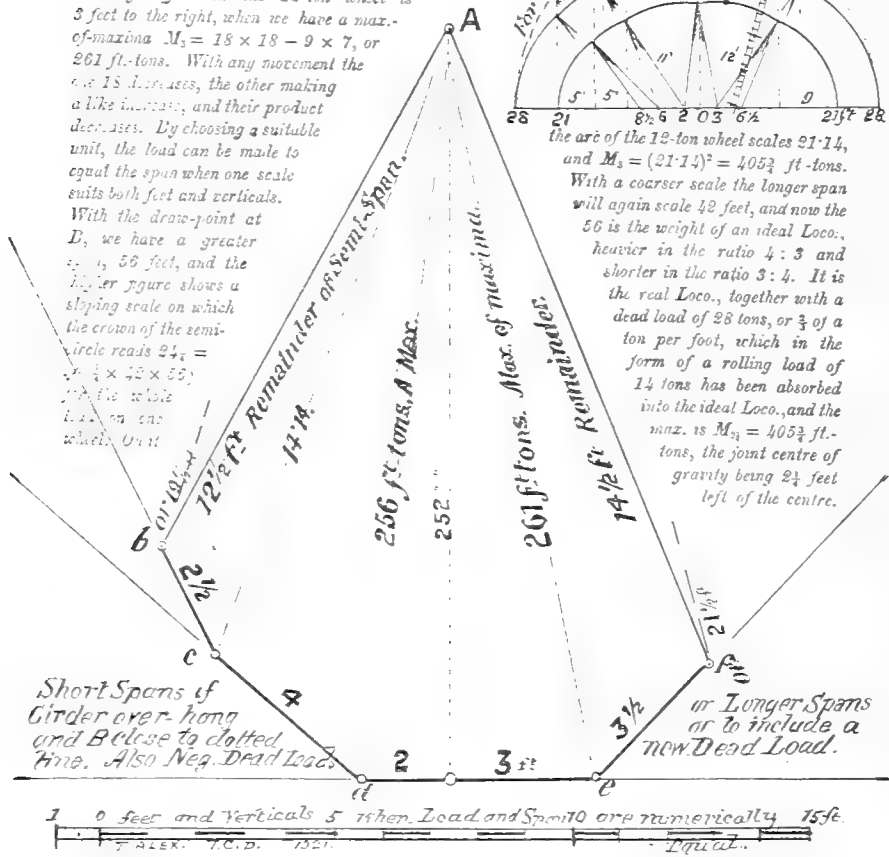 3 feet to the right, when we have a max.-
of-maxima M₃ = 18 × 18 − 9 × 7, or
261 ft.-tons. With any movement the
one 18 decreases, the other making
a like increase, and their product
decreases. By choosing a suitable
unit, the load can be made to
equal the span when one scale
suits both feet and verticals.
With the draw-point at
B, we have a greater
56 feet, and the
higher figure shows a
sloping scale on which
the crown of the semi-
circle reads
A
For
11'
12'
5'
5'
9
28 21 8½ 6 2 0 3 6½ 21ft 28
the arc of the 12-ton wheel scales 21·14,
and M₃ = (21·14)² = 405¾ ft-tons.
With a coarser scale the longer span
will again scale 42 feet, and now the
56 is the weight of an ideal Loco.,
heavier in the ratio 4 : 3 and
shorter in the ratio 3 : 4. It is
the real Loco., together with a
dead load of 28 tons, or ⅔ of a
ton per foot, which in the
form of a rolling load of
14 tons has been absorbed
into the ideal Loco., and the
max. is = 405¾ ft.-
tons, the joint centre of
gravity being 2¼ feet
left of the centre.
12½ ft Remainder of Semi-Span.
14·14
256 ft-tons. A Max.
252
261 ft tons. Max. of maxima.
14½ ft Remainder
b
2½
c
4
d
2
3 ft
e
3½
f
21½ ft
Short Spans if
Girder over-hong
and B close to dotted
line. Also Neg. Dead Load.
or Longer Spans
or to include a
new Dead Load.
1 0 feet and Verticals 5 when Load and Span 10 are numerically 15 ft.
Equal.
T ALEX. T.C.D. 1921.